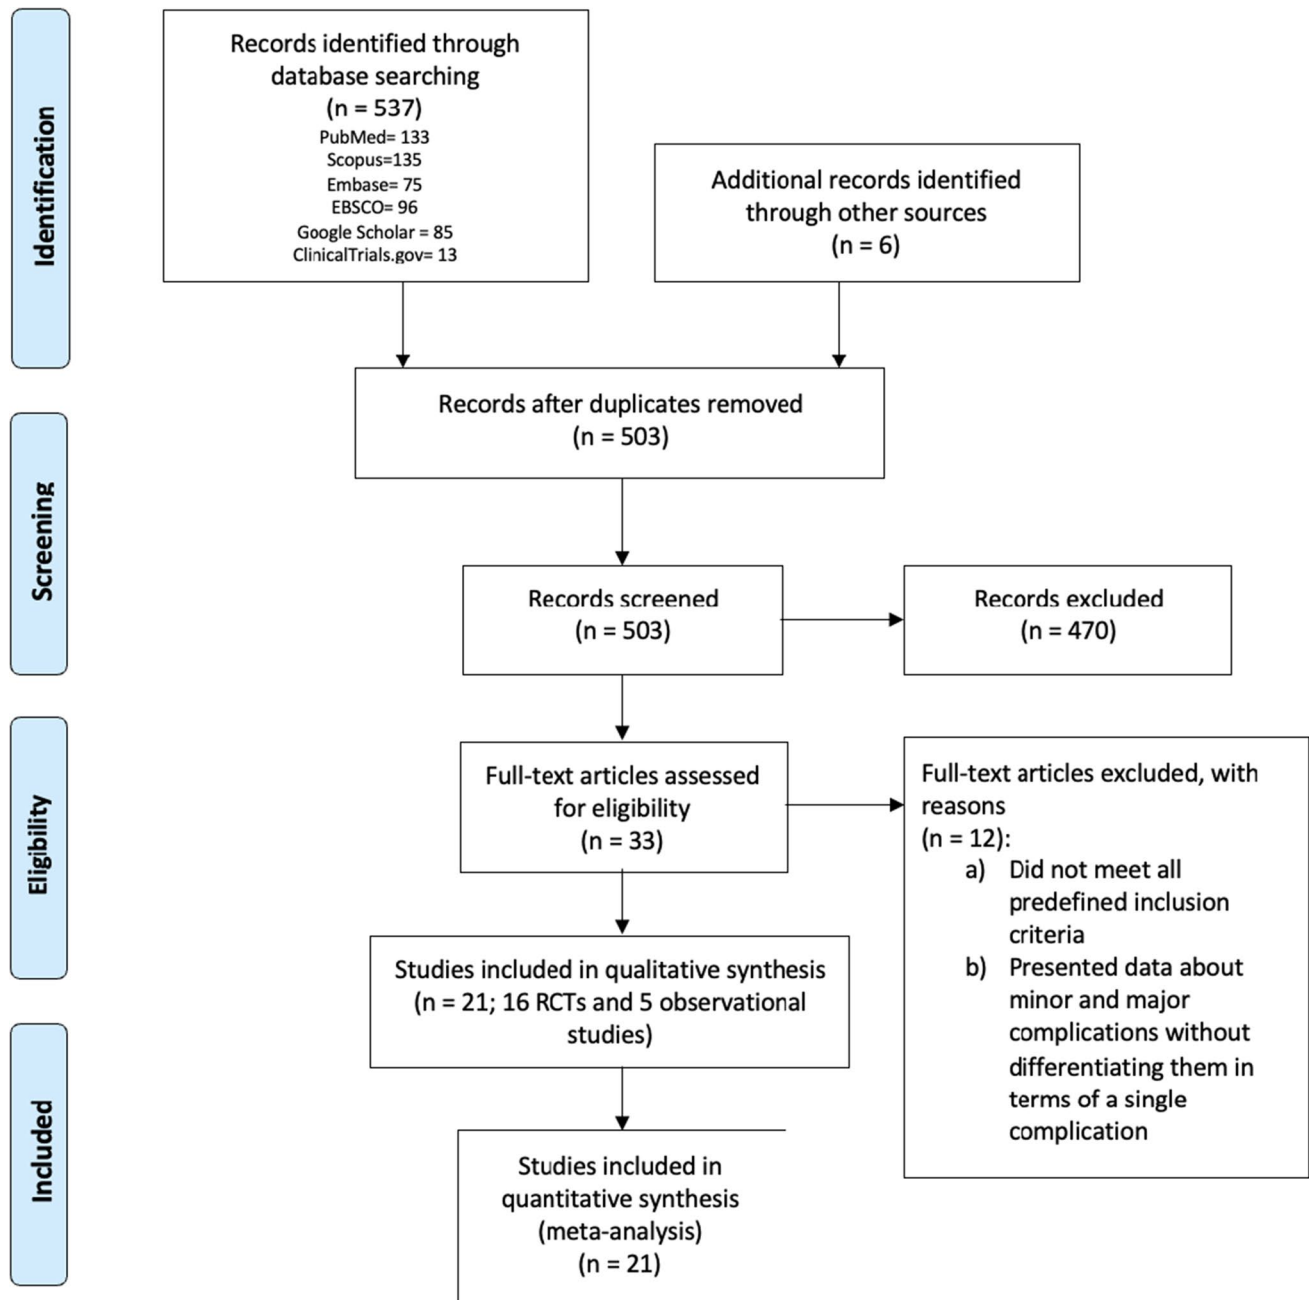 Identification
Records identified through
database searching
(n = 537)
PubMed= 133
Scopus=135
Embase= 75
EBSCO= 96
Google Scholar = 85
ClinicalTrials.gov= 13
Additional records identified
through other sources
(n = 6)
Records after duplicates removed
(n = 503)
Screening
Records screened
(n = 503)
Records excluded
(n = 470)
Eligibility
Full-text articles assessed
for eligibility
(n = 33)
Full-text articles excluded, with
reasons
(n = 12):
a) Did not meet all
predefined inclusion
criteria
b) Presented data about
minor and major
complications without
differentiating them in
terms of a single
complication
Studies included in qualitative synthesis
(n = 21; 16 RCTs and 5 observational
studies)
Included
Studies included in
quantitative synthesis
(meta-analysis)
(n = 21)